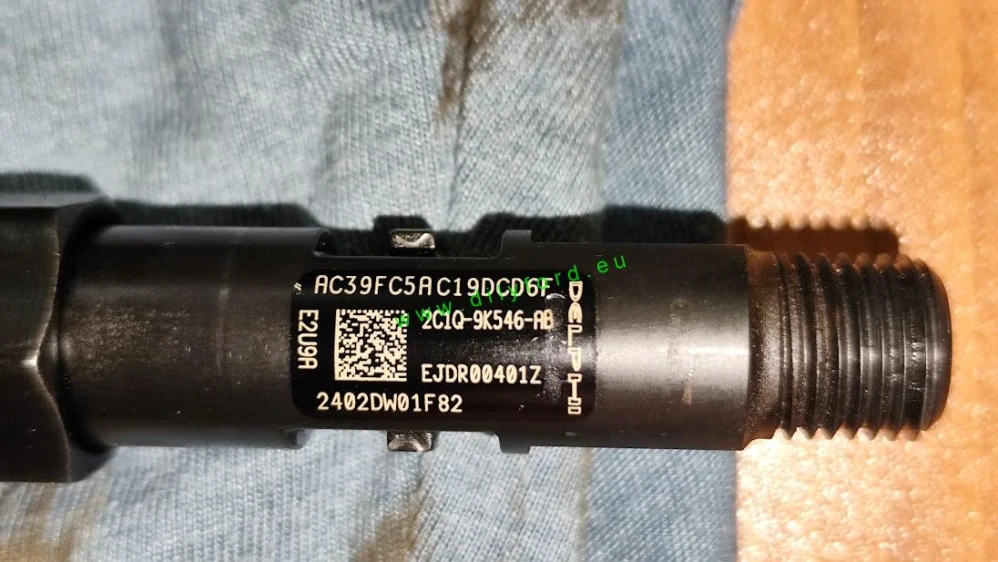 AC39FC5AC19DCD6F
2C1Q-9K546-AB
EJDR00401Z
2402DW01F82
E2U9A
DELPHI
www.diyford.eu